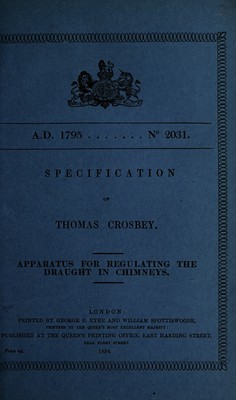 A.D. 1795 . . . . . . . Nº 2031.
SPECIFICATION
OF
THOMAS CROSBEY.
APPARATUS FOR REGULATING THE
DRAUGHT IN CHIMNEYS.
LONDON:
PRINTED BY GEORGE E. EYRE AND WILLIAM SPOTTISWOODE,
PRINTERS TO THE QUEEN'S MOST EXCELLENT MAJESTY:
PUBLISHED AT THE QUEEN'S PRINTING OFFICE, EAST HARDING STREET,
NEAR FLEET STREET
Price